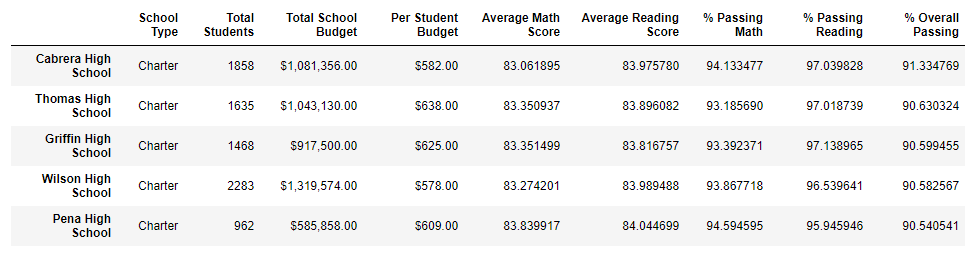 School Type Total Students Total School Budget Per Student Budget Average Math Score Average Reading Score % Passing Math % Passing Reading % Overall Passing
Cabrera High School Charter 1858 $1,081,356.00 $582.00 83.061895 83.975780 94.133477 97.039828 91.334769
Thomas High School Charter 1635 $1,043,130.00 $638.00 83.350937 83.896082 93.185690 97.018739 90.630324
Griffin High School Charter 1468 $917,500.00 $625.00 83.351499 83.816757 93.392371 97.138965 90.599455
Wilson High School Charter 2283 $1,319,574.00 $578.00 83.274201 83.989488 93.867718 96.539641 90.582567
Pena High School Charter 962 $585,858.00 $609.00 83.839917 84.044699 94.594595 95.945946 90.540541